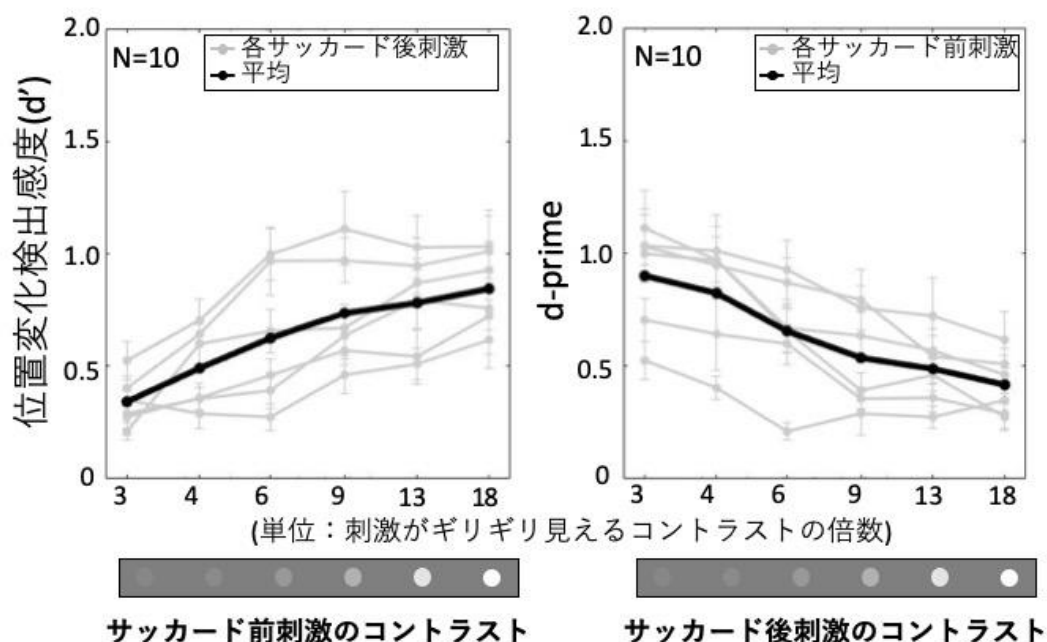 位置変化検出感度(d’)
2.0
1.5
1.0
0.5
0
N=10
各サッカード後刺激
平均
3 4 6 9 13 18
d-prime
2.0
1.5
1.0
0.5
0
N=10
各サッカード前刺激
平均
3 4 6 9 13 18
(単位：刺激がギリギリ見えるコントラストの倍数)
サッカード前刺激のコントラスト
サッカード後刺激のコントラスト